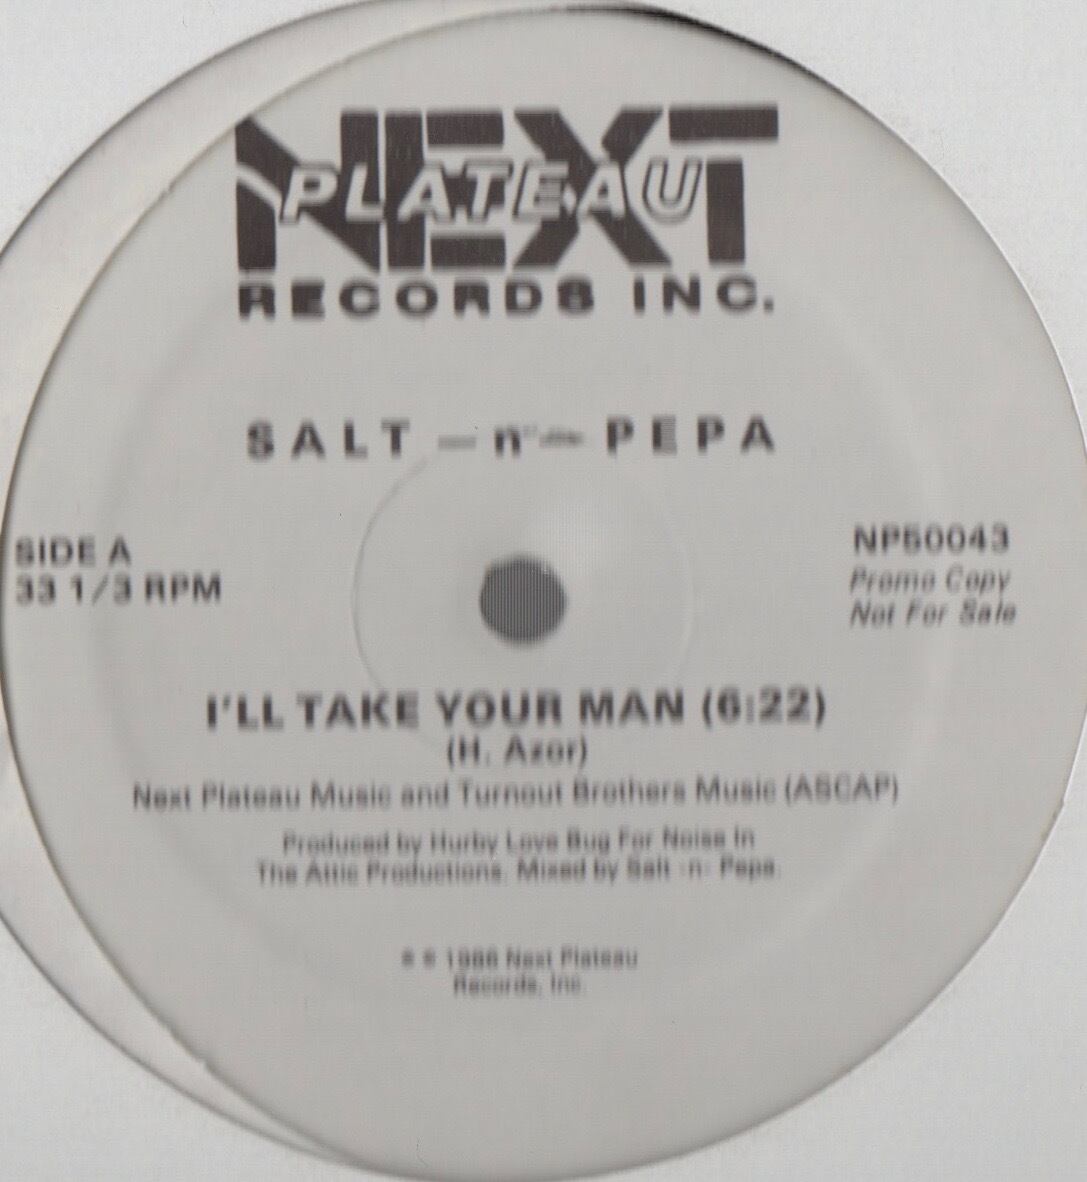 NEXT
PLATEAU
RECORDS INC.
SALT -n- PEPA
SIDE A
33 1/3 RPM
NP50043
Promo Copy
Not For Sale
I'LL TAKE YOUR MAN (6:22)
(H. Azor)
Next Plateau Music and Turnout Brothers Music (ASCAP)
Produced by Hurby Love Bug For Noise In
The Attic Productions. Mixed by Salt -n- Pepa.
℗ © 1986 Next Plateau
Records, Inc.